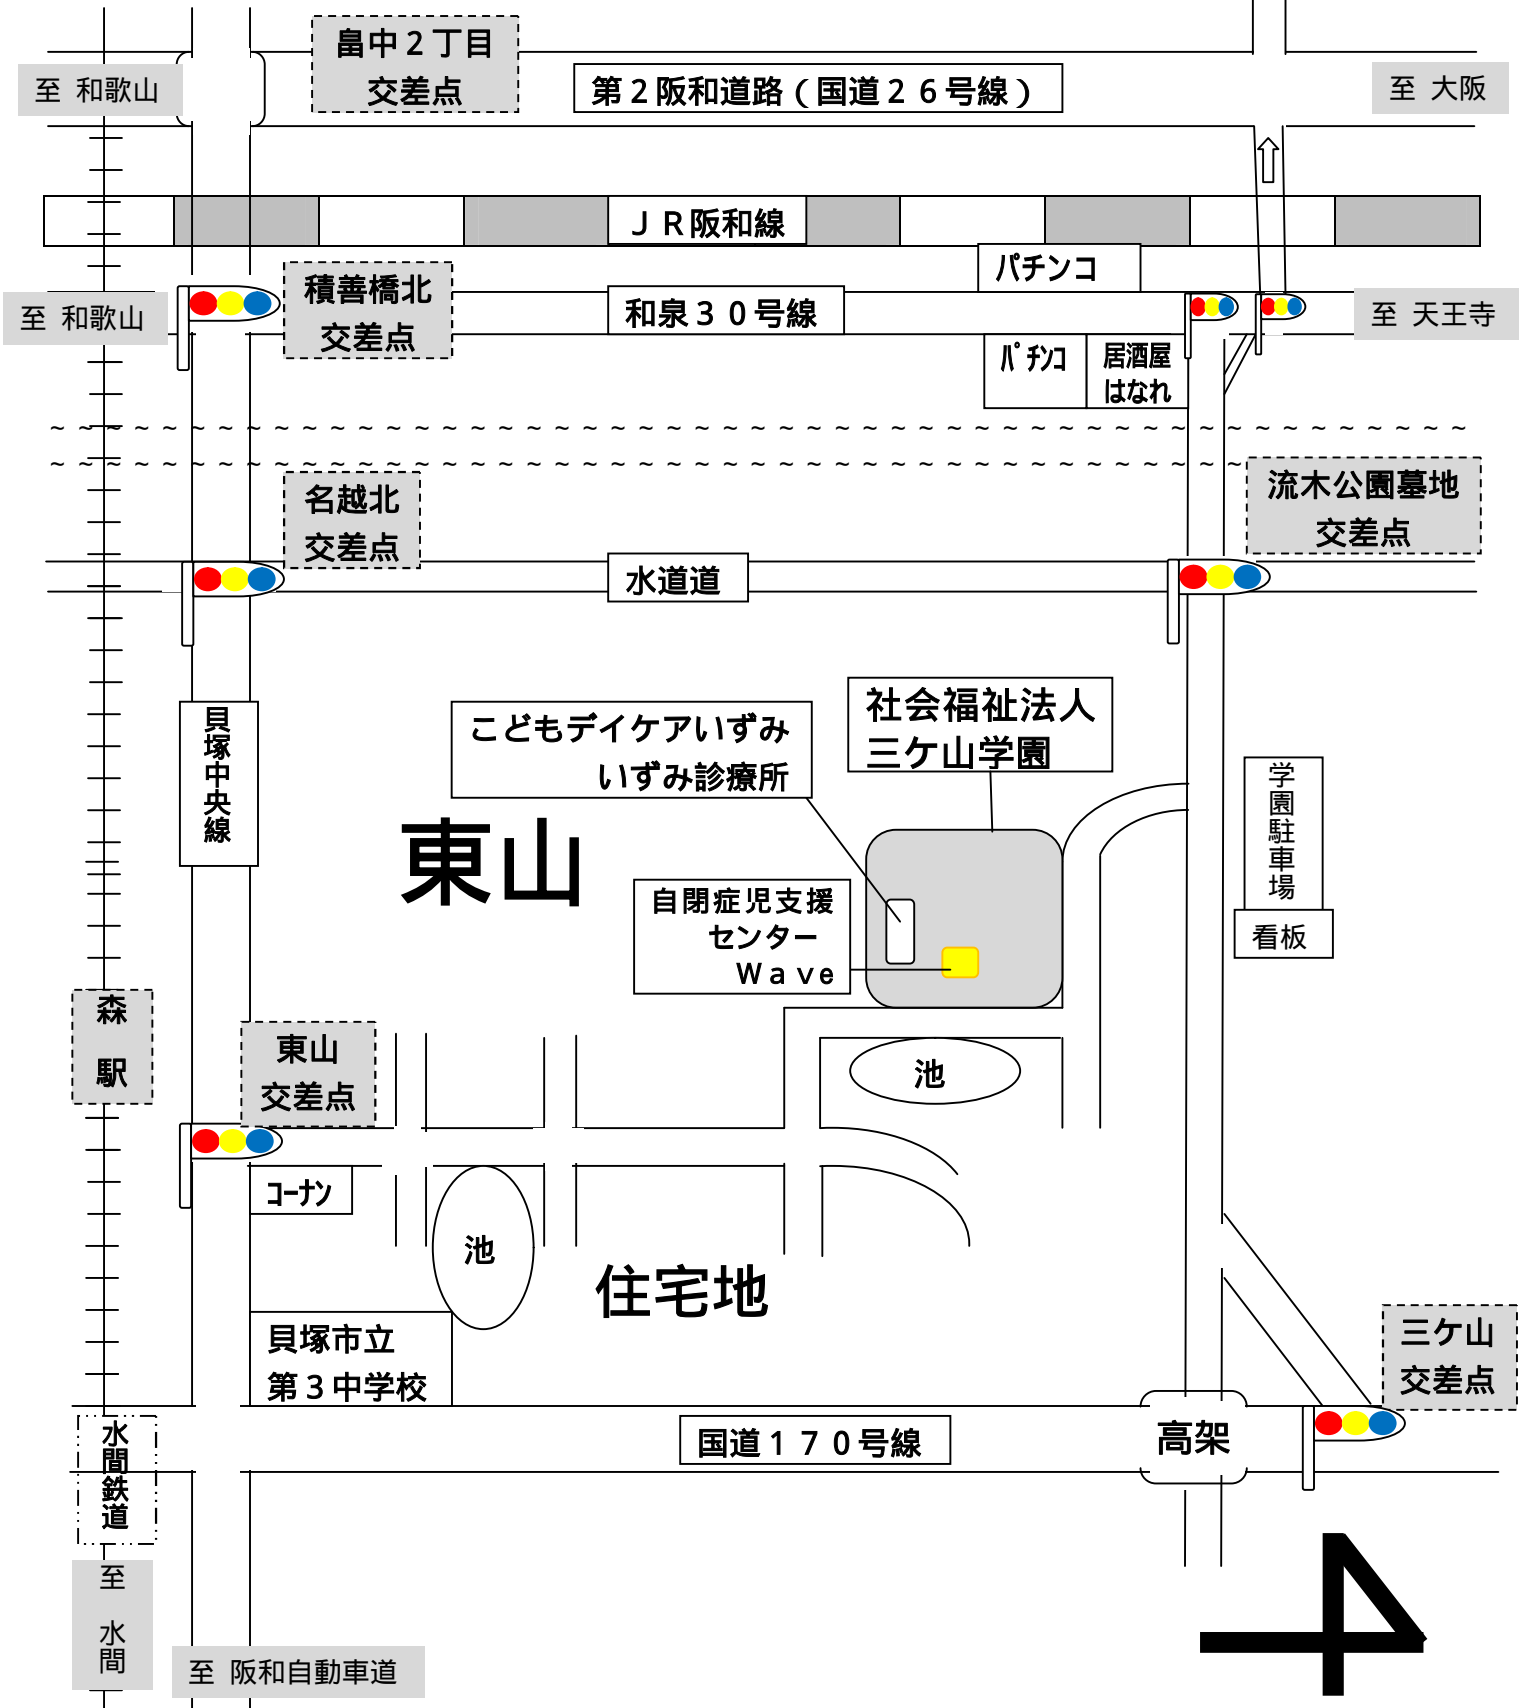 畠中２丁目
交差点
至 和歌山
第２阪和道路（国道２６号線）
至 大阪
ＪＲ阪和線
パチンコ
積善橋北
交差点
至 和歌山
和泉３０号線
至 天王寺
ﾊﾟﾁﾝｺ
居酒屋
はなれ
~ ~ ~ ~ ~ ~ ~ ~ ~ ~ ~ ~ ~ ~ ~ ~ ~ ~ ~ ~ ~ ~ ~ ~ ~ ~ ~ ~ ~ ~ ~ ~ ~ ~ ~ ~ ~ ~ ~ ~ ~ ~ ~ ~ ~ ~ ~ ~ ~ ~ ~
~ ~ ~ ~ ~ ~ ~ ~ ~ ~ ~ ~ ~ ~ ~ ~ ~ ~ ~ ~ ~ ~ ~ ~ ~ ~ ~ ~ ~ ~ ~ ~ ~ ~ ~ ~ ~ ~ ~ ~ ~ ~ ~
名越北
交差点
流木公園墓地
交差点
水道道
貝塚中央線
こどもデイケアいずみ
いずみ診療所
社会福祉法人
三ケ山学園
学園駐車場
看板
東山
自閉症児支援
センター
Ｗａｖｅ
森
駅
東山
交差点
池
ｺｰﾅﾝ
池
住宅地
貝塚市立
第３中学校
三ケ山
交差点
水間鉄道
国道１７０号線
高架
至 水間
至 阪和自動車道